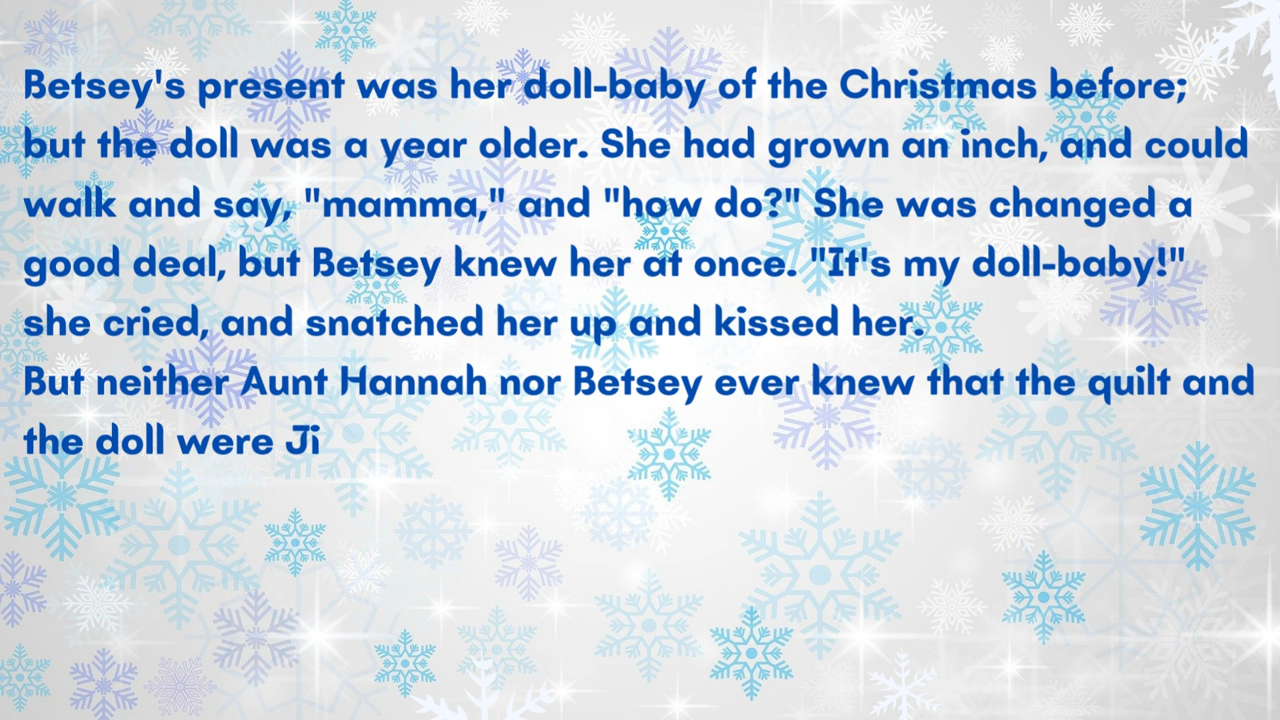 Betsey's present was her doll-baby of the Christmas before;
but the doll was a year older. She had grown an inch, and could
walk and say, "mamma," and "how do?" She was changed a
good deal, but Betsey knew her at once. "It's my doll-baby!"
she cried, and snatched her up and kissed her.
But neither Aunt Hannah nor Betsey ever knew that the quilt and
the doll were Ji